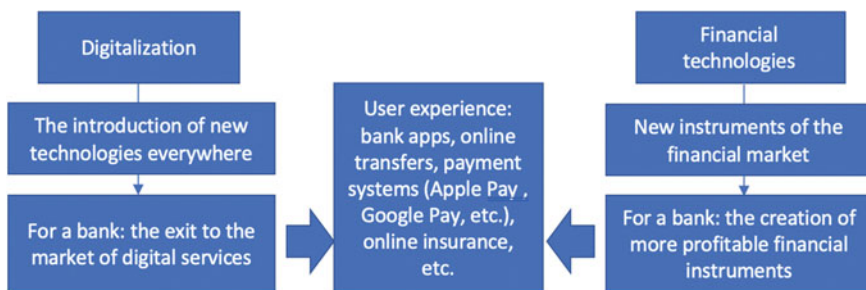 Digitalization
The introduction of new
technologies everywhere
For a bank: the exit to the
market of digital services
User experience:
bank apps, online
transfers, payment
systems (Apple Pay ,
Google Pay, etc.),
online insurance,
etc.
Financial
technologies
New instruments of the
financial market
For a bank: the creation of
more profitable financial
instruments